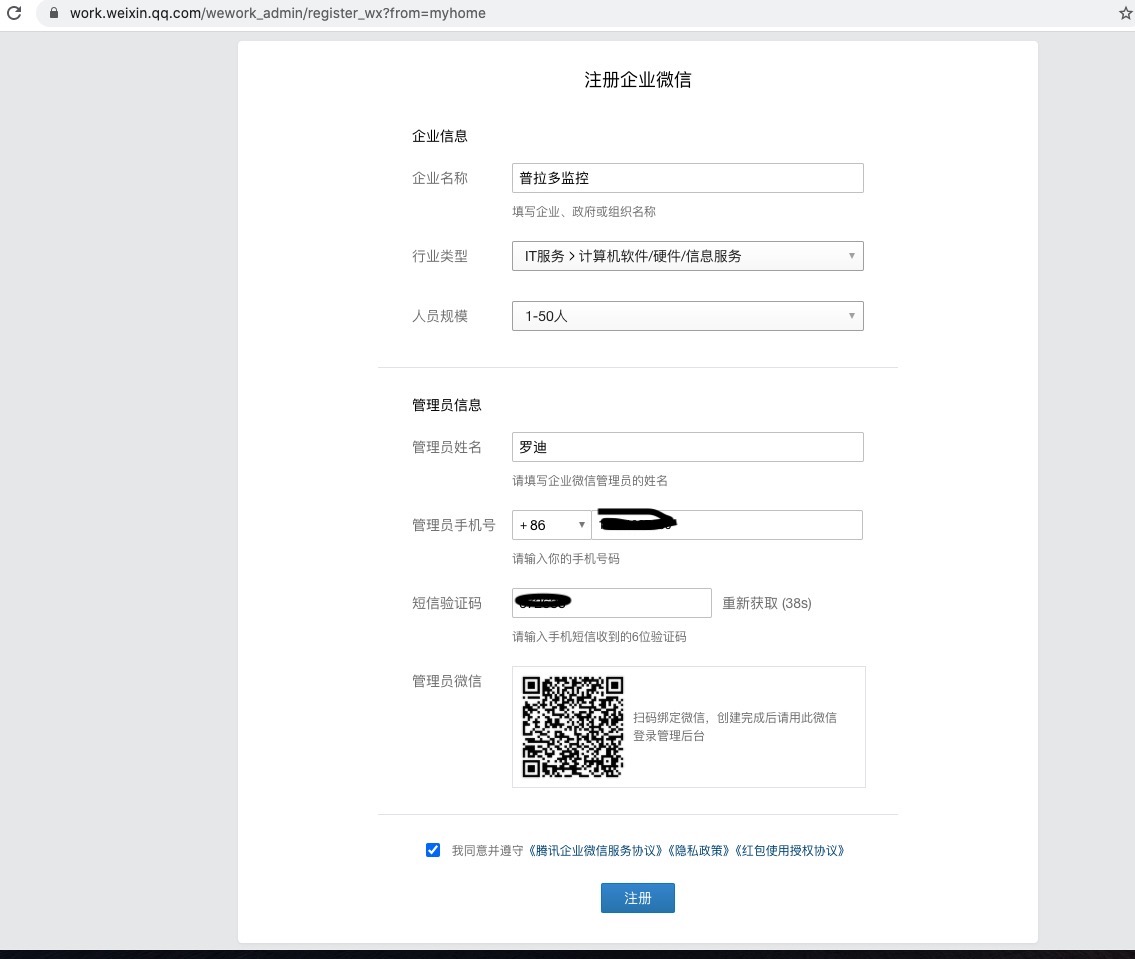 work.weixin.qq.com/wework_admin/register_wx?from=myhome
注册企业微信
企业信息
企业名称 普拉多监控
填写企业、政府或组织名称
行业类型 IT服务 > 计算机软件/硬件/信息服务
人员规模 1-50人
管理员信息
管理员姓名 罗迪
请填写企业微信管理员的姓名
管理员手机号 +86
请输入你的手机号码
短信验证码 重新获取 (38s)
请输入手机短信收到的6位验证码
管理员微信
扫码绑定微信，创建完成后请用此微信
登录管理后台
我同意并遵守《腾讯企业微信服务协议》《隐私政策》《红包使用授权协议》
注册